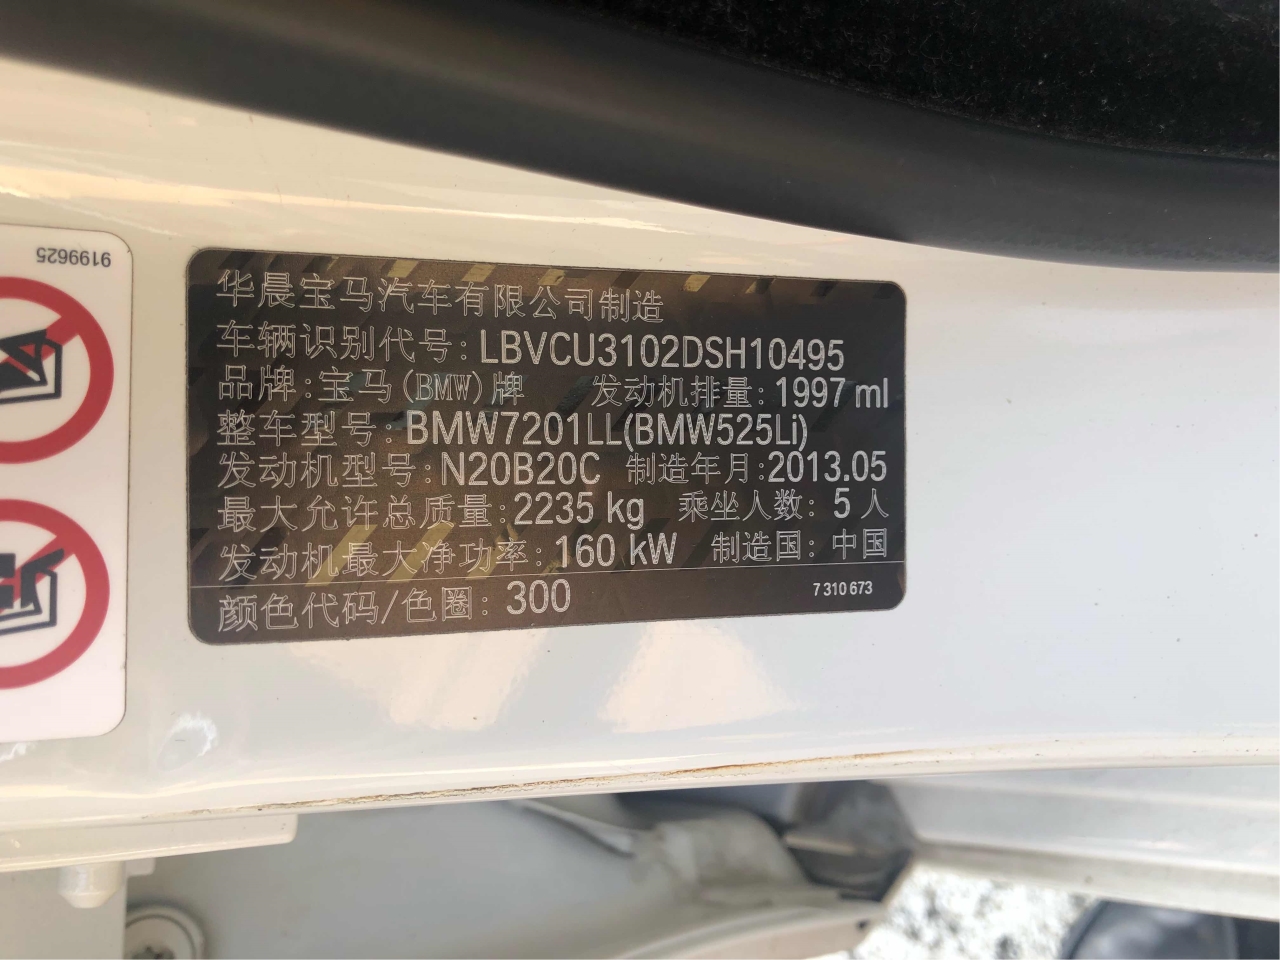 9199625
华晨宝马汽车有限公司制造
车辆识别代号: LBVCU3102DSH10495
品牌:宝马(BMW)牌 发动机排量: 1997 ml
整车型号: BMW7201LL(BMW525Li)
发动机型号: N20B20C 制造年月:2013.05
最大允许总质量:2235 kg 乘坐人数: 5 人
发动机最大净功率: 160 kW 制造国: 中国
颜色代码/色圈: 300 7 310 673